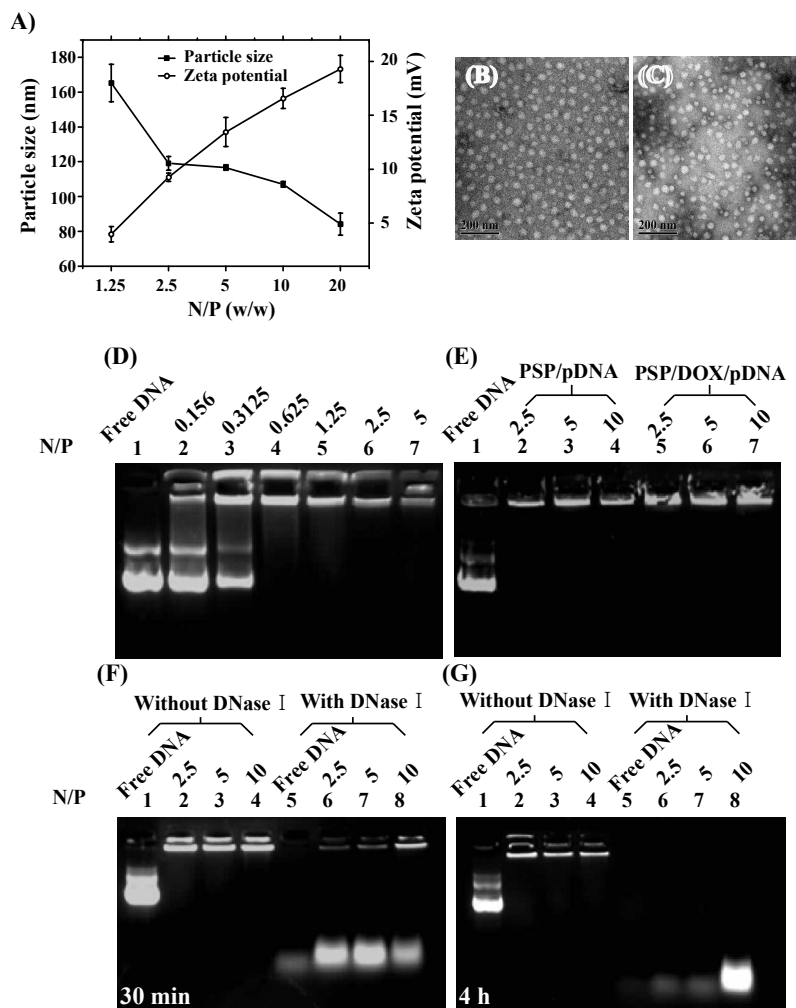 A)
Particle size
Zeta potential
Particle size (nm)
180
160
140
120
100
80
60
Zeta potential (mV)
20
15
10
5
1.25 2.5 5 10 20
N/P (w/w)
(B)
200 nm
(C)
200 nm
(D)
Free DNA 0.156 0.3125 0.625 1.25 2.5 5
N/P 1 2 3 4 5 6 7
(E)
PSP/pDNA PSP/DOX/pDNA
Free DNA 2.5 5 10 2.5 5 10
1 2 3 4 5 6 7
(F)
Without DNase I With DNase I
Free DNA 2.5 5 10 Free DNA 2.5 5 10
N/P 1 2 3 4 5 6 7 8
30 min
(G)
Without DNase I With DNase I
Free DNA 2.5 5 10 Free DNA 2.5 5 10
1 2 3 4 5 6 7 8
4 h